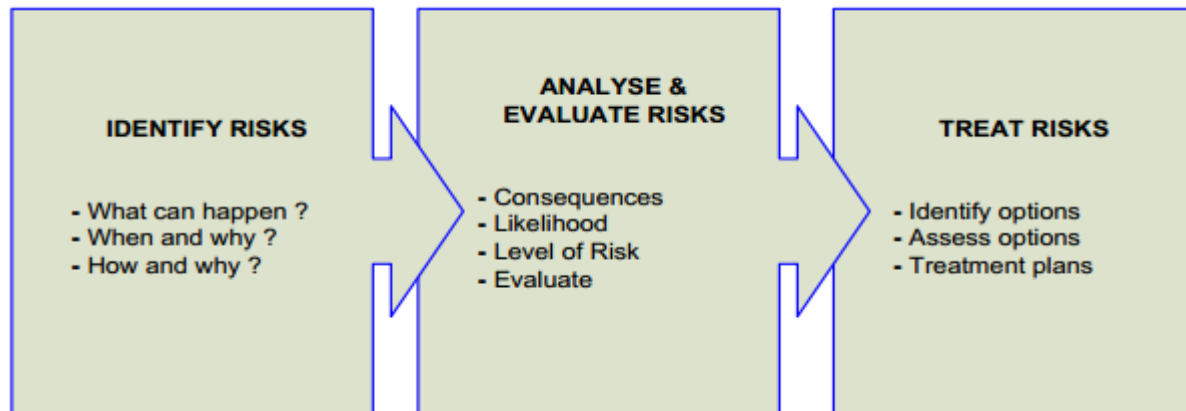 IDENTIFY RISKS
- What can happen ?
- When and why ?
- How and why ?
ANALYSE &
EVALUATE RISKS
- Consequences
- Likelihood
- Level of Risk
- Evaluate
TREAT RISKS
- Identify options
- Assess options
- Treatment plans